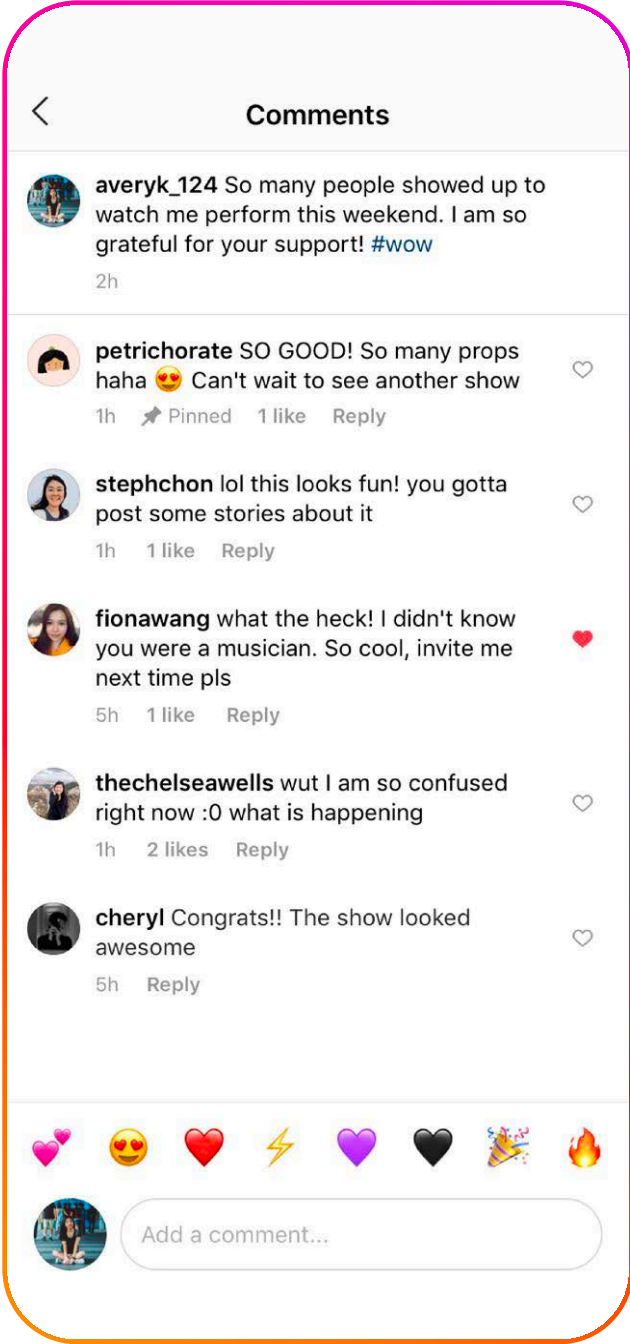 Comments
averyk_124 So many people showed up to
watch me perform this weekend. I am so
grateful for your support! #wow
2h
petrichorate SO GOOD! So many props
haha 😍 Can't wait to see another show
1h Pinned 1 like Reply
stephchon lol this looks fun! you gotta
post some stories about it
1h 1 like Reply
fionawang what the heck! I didn't know
you were a musician. So cool, invite me
next time pls
5h 1 like Reply
thechelseawells wut I am so confused
right now :0 what is happening
1h 2 likes Reply
cheryl Congrats!! The show looked
awesome
5h Reply
Add a comment...